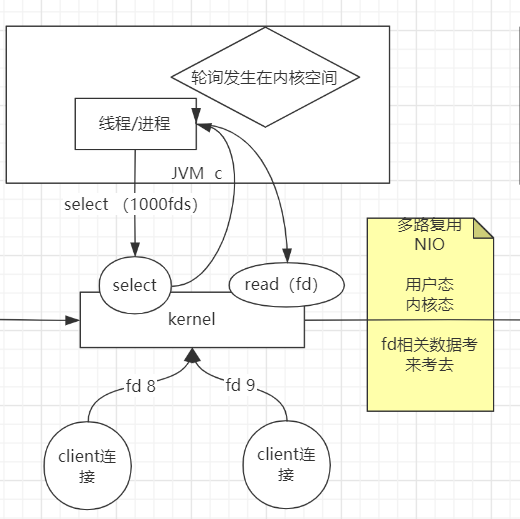 轮询发生在内核空间
线程/进程
JVM c
select （1000fds）
select
read（fd）
kernel
多路复用
NIO
用户态
内核态
fd相关数据考
来考去
fd 8
fd 9
client连
接
client连
接